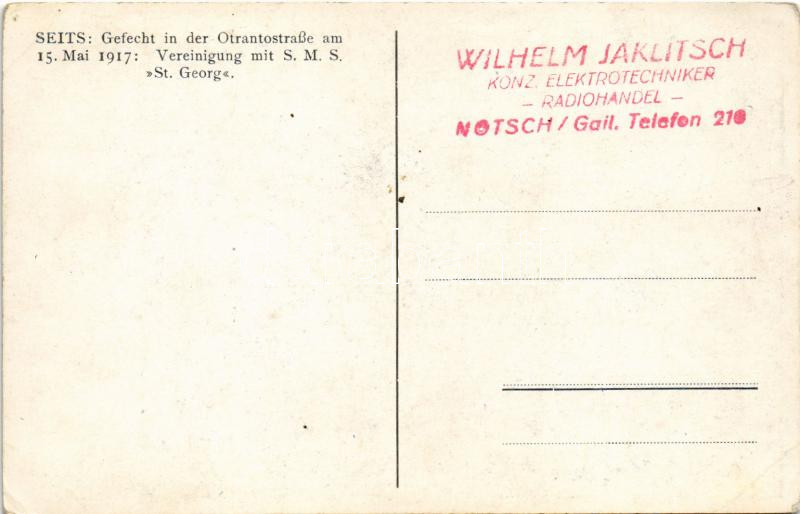 SEITS: Gefecht in der Otrantostraße am
15. Mai 1917: Vereinigung mit S. M. S.
»St. Georg«.
WILHELM JAKLITSCH
KONZ. ELEKTROTECHNIKER
– RADIOHANDEL –
NÖTSCH / Gail. Telefon 210